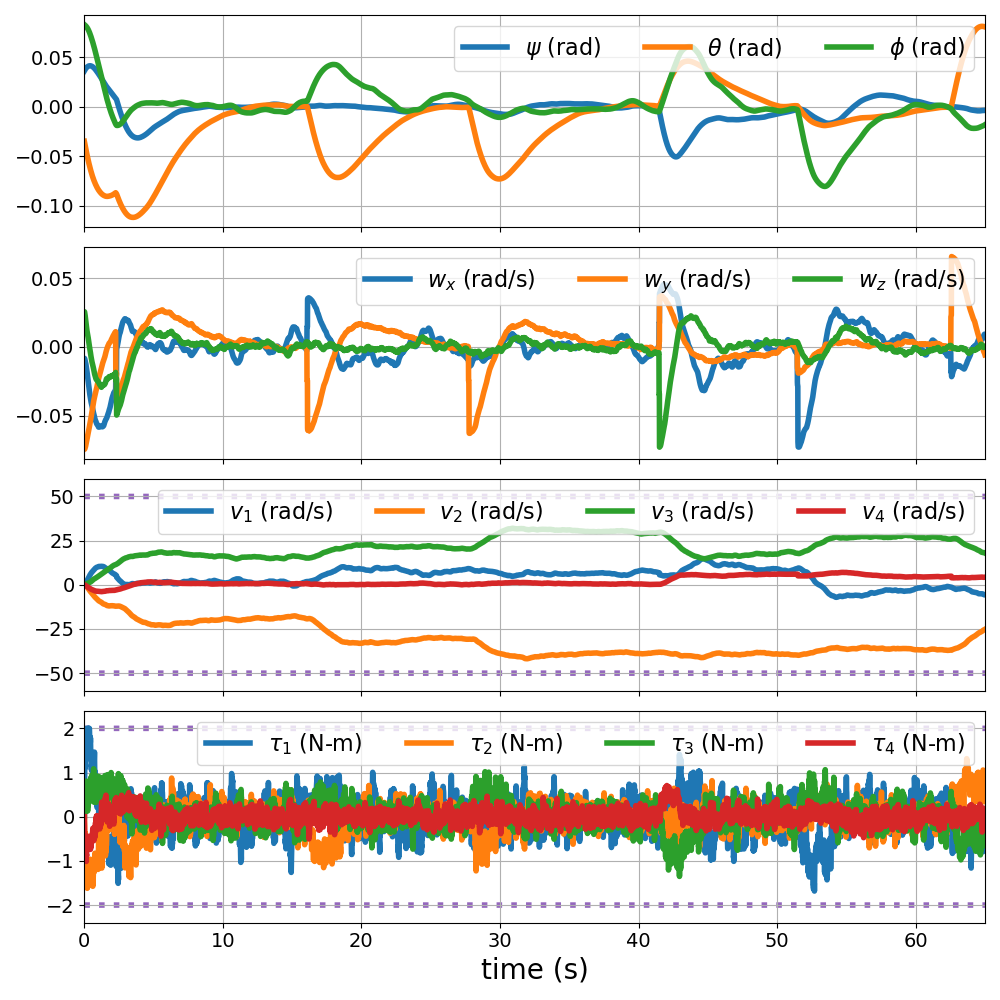 ψ (rad) θ (rad) ϕ (rad)
0.05
0.00
−0.05
−0.10
w_x (rad/s) w_y (rad/s) w_z (rad/s)
0.05
0.00
−0.05
v_1 (rad/s) v_2 (rad/s) v_3 (rad/s) v_4 (rad/s)
50
25
0
−25
−50
τ_1 (N-m) τ_2 (N-m) τ_3 (N-m) τ_4 (N-m)
2
1
0
−1
−2
0 10 20 30 40 50 60
time (s)